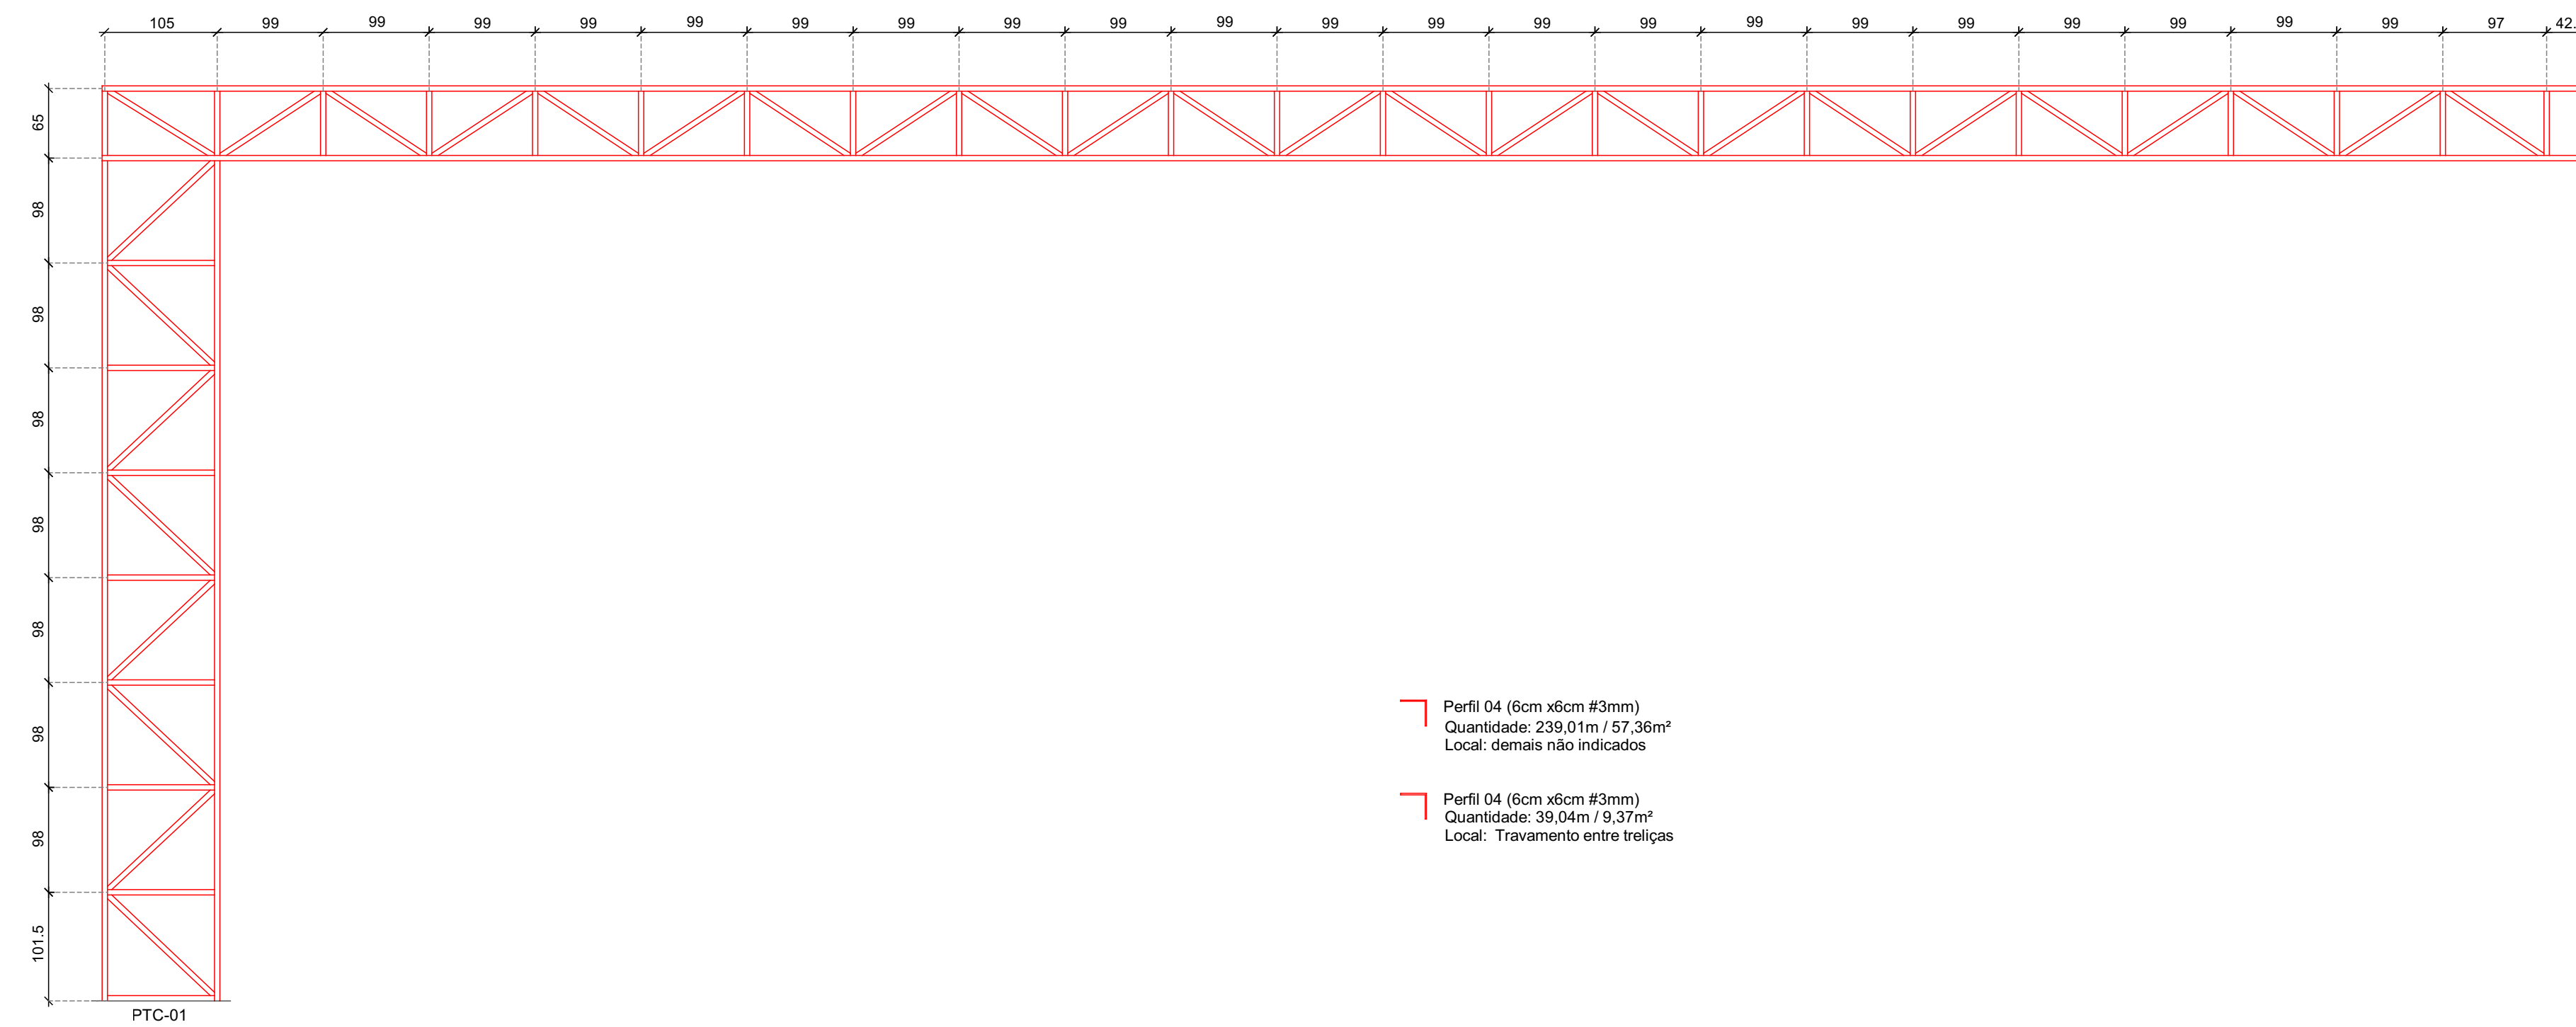 105 99 99 99 99 99 99 99 99 99 99 99 99 99 99 99 99 99 99 99 99 99 97 42.
65
98
98
98
98
98
98
98
101.5
Perfil 04 (6cm x6cm #3mm)
Quantidade: 239,01m / 57,36m²
Local: demais não indicados
Perfil 04 (6cm x6cm #3mm)
Quantidade: 39,04m / 9,37m²
Local:  Travamento entre treliças
PTC-01